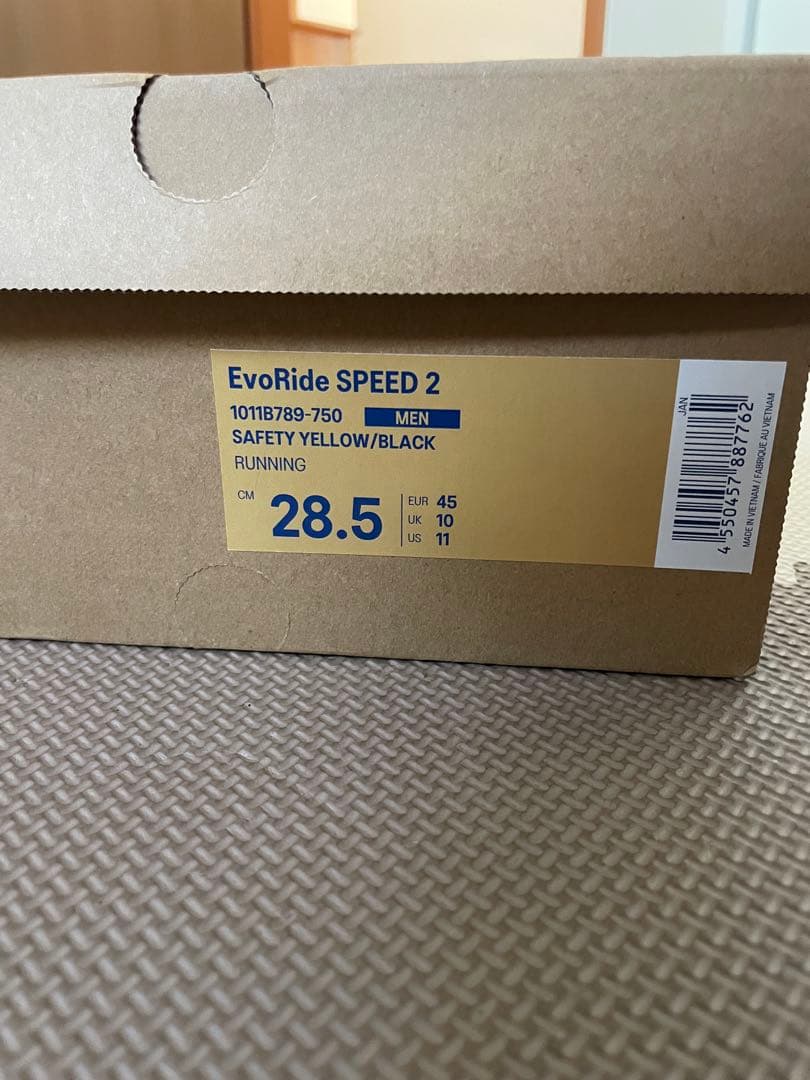 EvoRide SPEED 2
1011B789-750 MEN
SAFETY YELLOW/BLACK
RUNNING
CM 28.5
EUR 45
UK 10
US 11
JAN
4 550457 887762
MADE IN VIETNAM / FABRIQUE AU VIETNAM